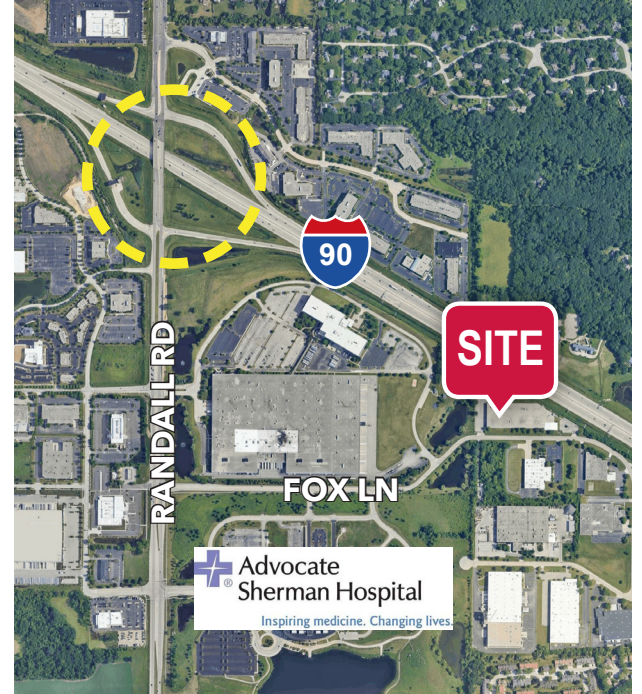 90
SITE
RANDALL RD
FOX LN
Advocate
® Sherman Hospital
Inspiring medicine. Changing lives.